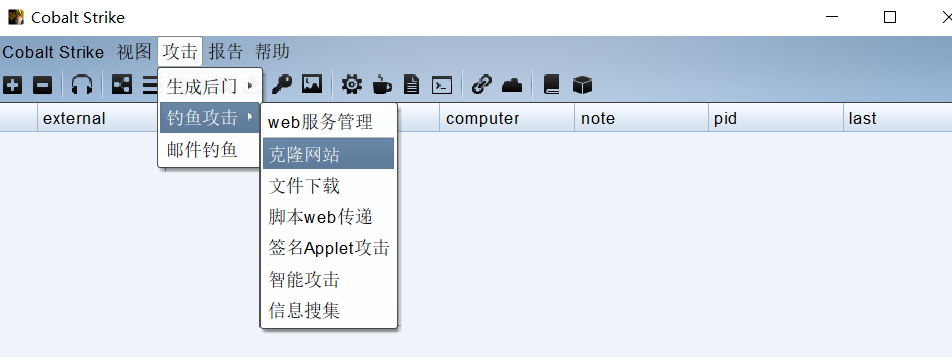 Cobalt Strike
Cobalt Strike 视图 攻击 报告 帮助
生成后门
钓鱼攻击
邮件钓鱼
external computer note pid last
web服务管理
克隆网站
文件下载
脚本web传递
签名Applet攻击
智能攻击
信息搜集